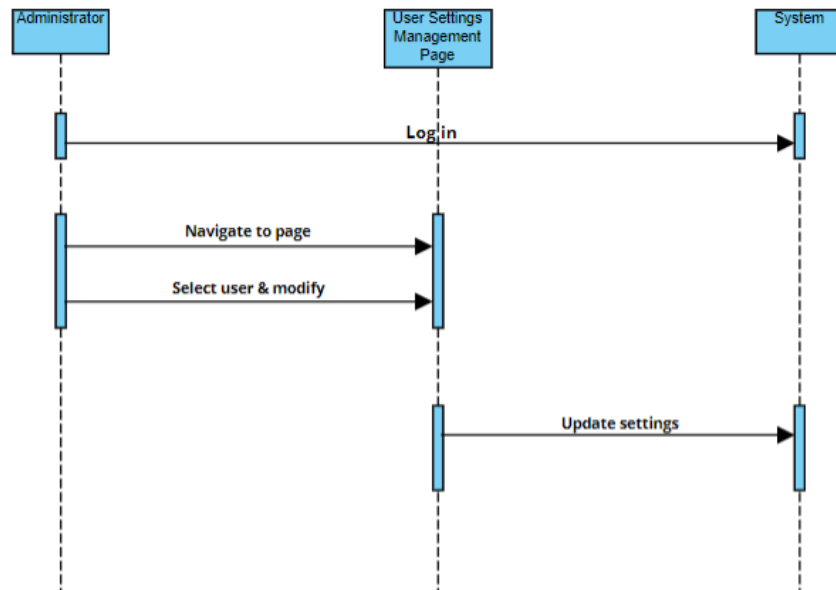 Administrator
User Settings
Management
Page
System
Log in
Navigate to page
Select user & modify
Update settings